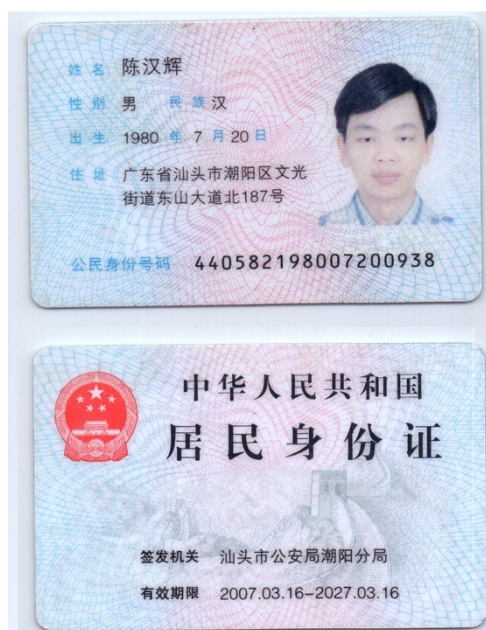 姓名 陈汉辉
性别 男 民族 汉
出生 1980 年 7 月 20 日
住址 广东省汕头市潮阳区文光
街道东山大道北187号
公民身份号码 440582198007200938
中华人民共和国
居民身份证
签发机关 汕头市公安局潮阳分局
有效期限 2007.03.16-2027.03.16